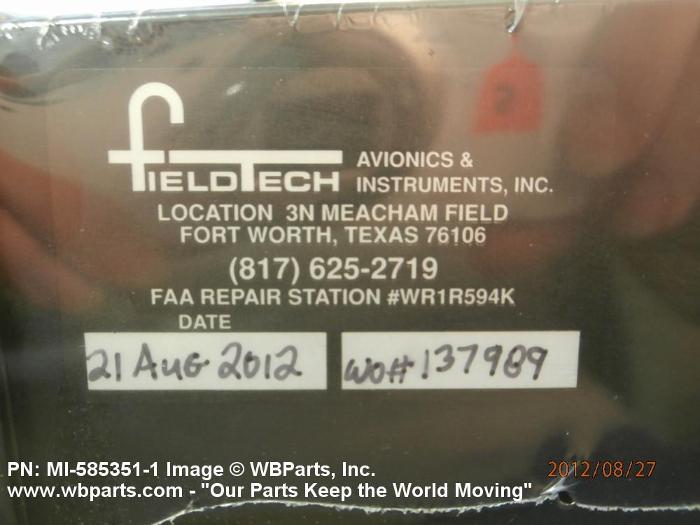 2
FIELDTECH AVIONICS &
INSTRUMENTS, INC.
LOCATION 3N MEACHAM FIELD
FORT WORTH, TEXAS 76106
(817) 625-2719
FAA REPAIR STATION #WR1R594K
DATE
21 AUG 2012 WO# 137989
PN: MI-585351-1 Image © WBParts, Inc.
2012/08/27
www.wbparts.com - "Our Parts Keep the World Moving"